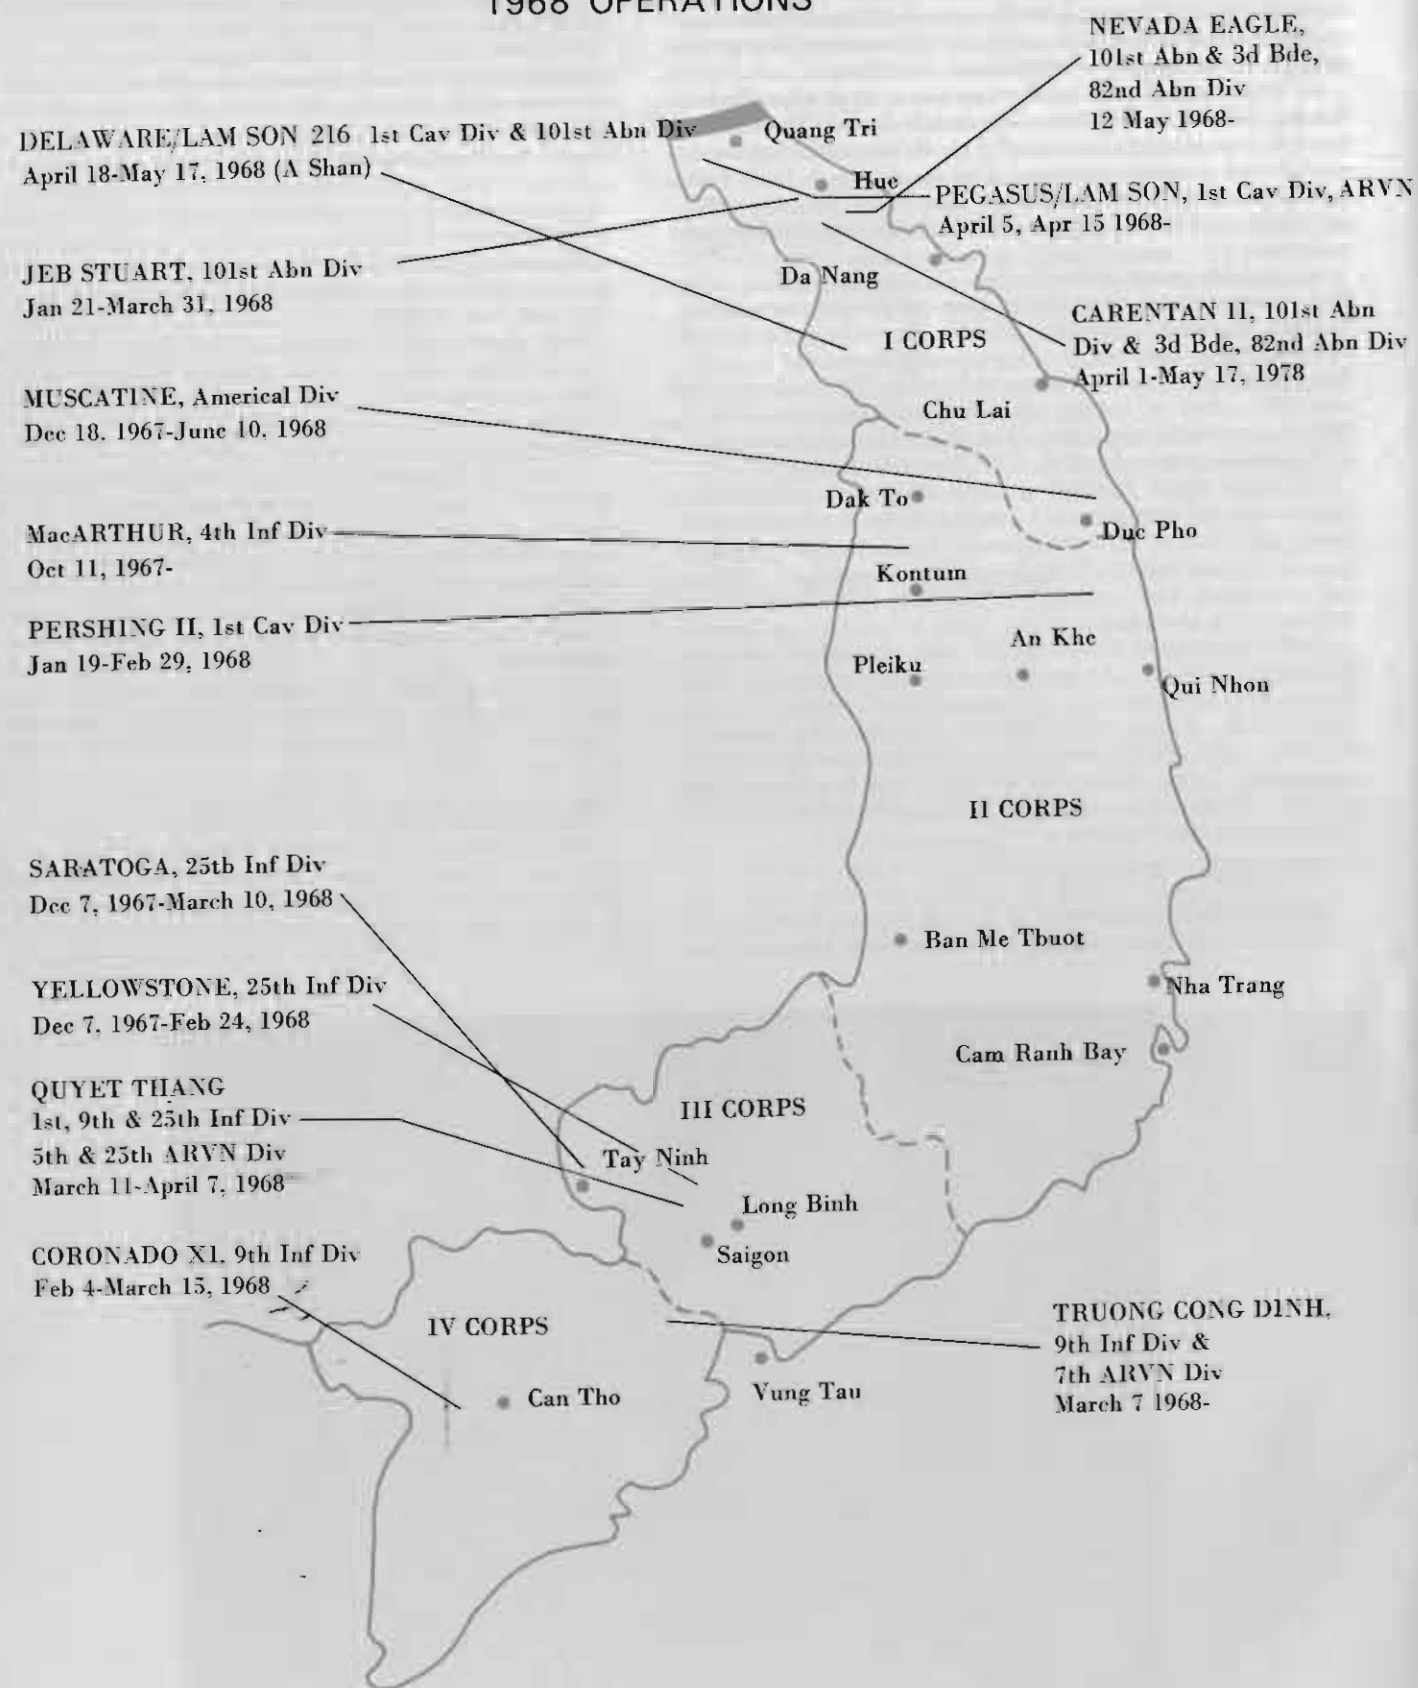 1968 OPERATIONS
NEVADA EAGLE,
101st Abn & 3d Bde,
82nd Abn Div
12 May 1968-
DELAWARE/LAM SON 216 1st Cav Div & 101st Abn Div
April 18-May 17, 1968 (A Shan)
Quang Tri
Hue
PEGASUS/LAM SON, 1st Cav Div, ARVN
April 5, Apr 15 1968-
JEB STUART, 101st Abn Div
Jan 21-March 31, 1968
Da Nang
CARENTAN II, 101st Abn
Div & 3d Bde, 82nd Abn Div
April 1-May 17, 1978
I CORPS
MUSCATINE, Americal Div
Dec 18, 1967-June 10, 1968
Chu Lai
Dak To
Duc Pho
MacARTHUR, 4th Inf Div
Oct 11, 1967-
Kontum
PERSHING II, 1st Cav Div
Jan 19-Feb 29, 1968
An Khe
Pleiku
Qui Nhon
II CORPS
SARATOGA, 25th Inf Div
Dec 7, 1967-March 10, 1968
Ban Me Thuot
YELLOWSTONE, 25th Inf Div
Dec 7, 1967-Feb 24, 1968
Nha Trang
Cam Ranh Bay
QUYET THANG
1st, 9th & 25th Inf Div
5th & 25th ARVN Div
March 11-April 7, 1968
III CORPS
Tay Ninh
Long Binh
Saigon
CORONADO XI, 9th Inf Div
Feb 4-March 15, 1968
IV CORPS
TRUONG CONG DINH,
9th Inf Div &
7th ARVN Div
March 7 1968-
Can Tho
Vung Tau